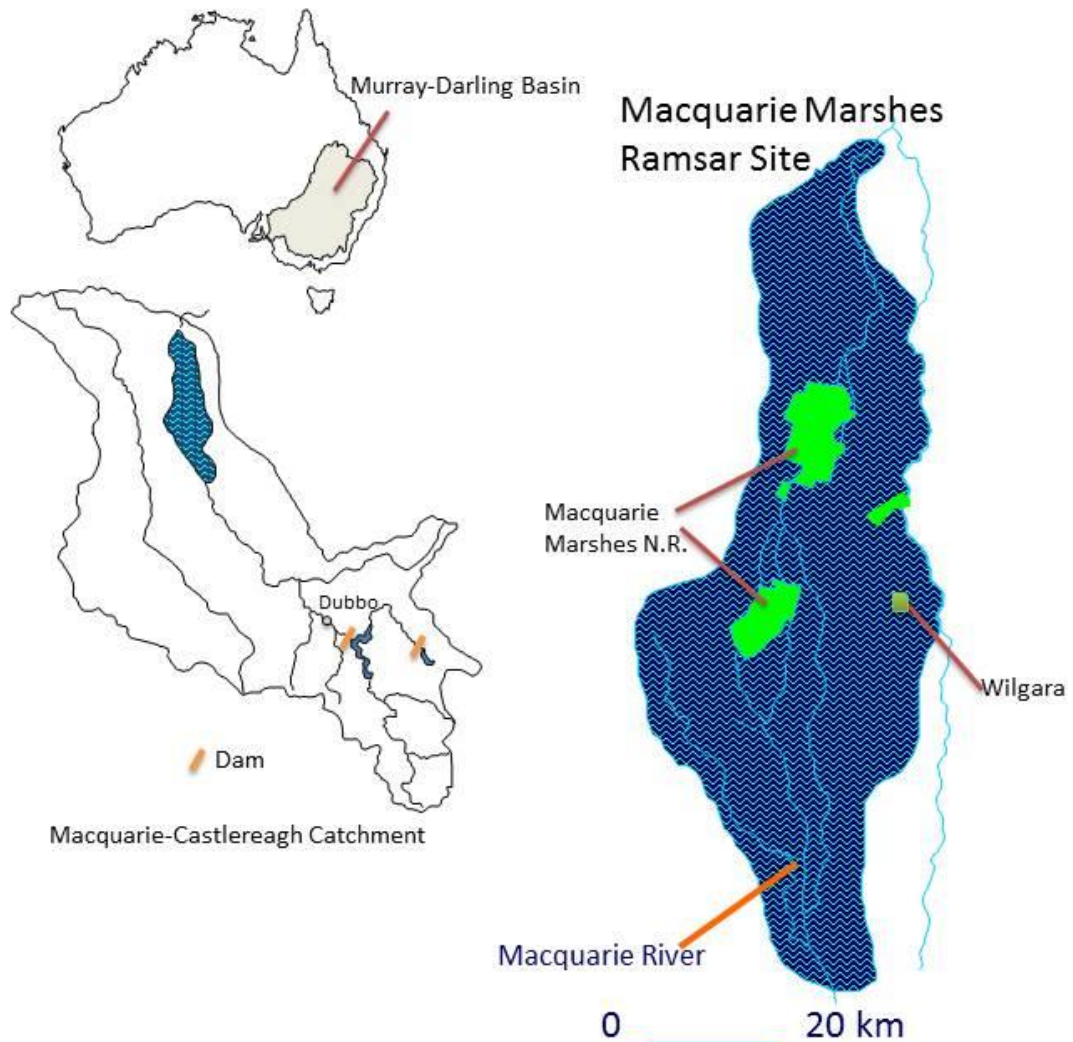 Murray-Darling Basin
Macquarie Marshes
Ramsar Site
Macquarie
Marshes N.R.
Dubbo
Wilgara
Dam
Macquarie-Castlereagh Catchment
Macquarie River
0 20 km